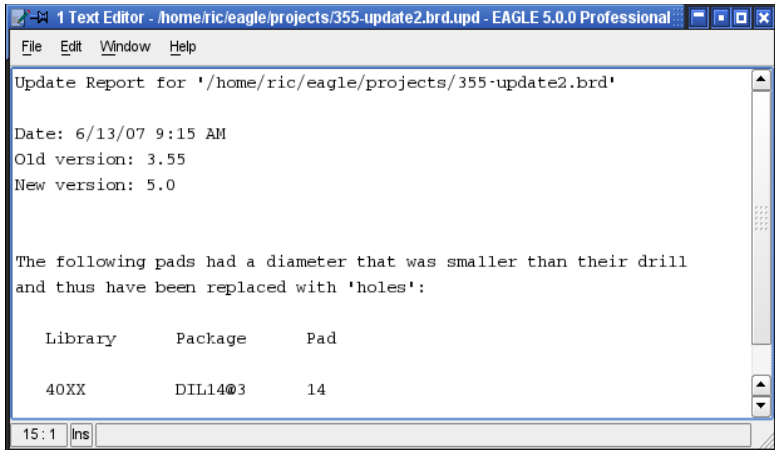 1 Text Editor - /home/ric/eagle/projects/355-update2.brd.upd - EAGLE 5.0.0 Professional
File Edit Window Help
Update Report for '/home/ric/eagle/projects/355-update2.brd'
Date: 6/13/07 9:15 AM
Old version: 3.55
New version: 5.0
The following pads had a diameter that was smaller than their drill
and thus have been replaced with 'holes':
Library Package Pad
40XX DIL14@3 14
15:1 Ins